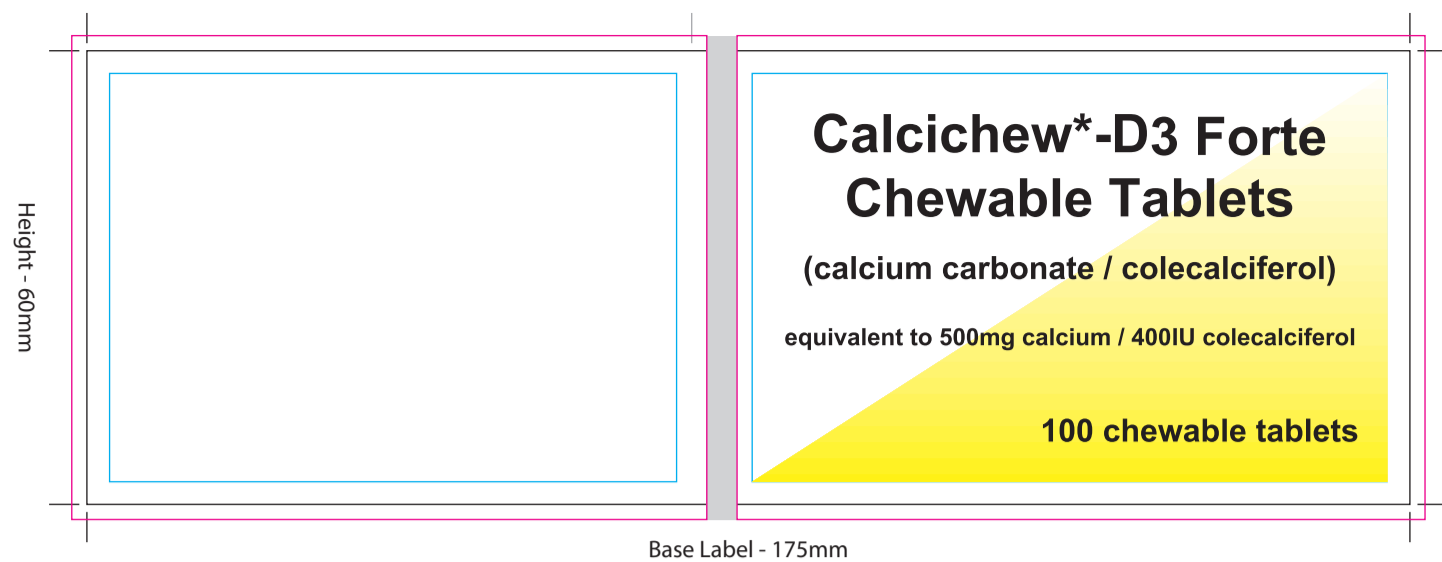 Height - 60mm
Calcichew*-D3 Forte
Chewable Tablets
(calcium carbonate / colecalciferol)
equivalent to 500mg calcium / 400IU colecalciferol
100 chewable tablets
Base Label - 175mm